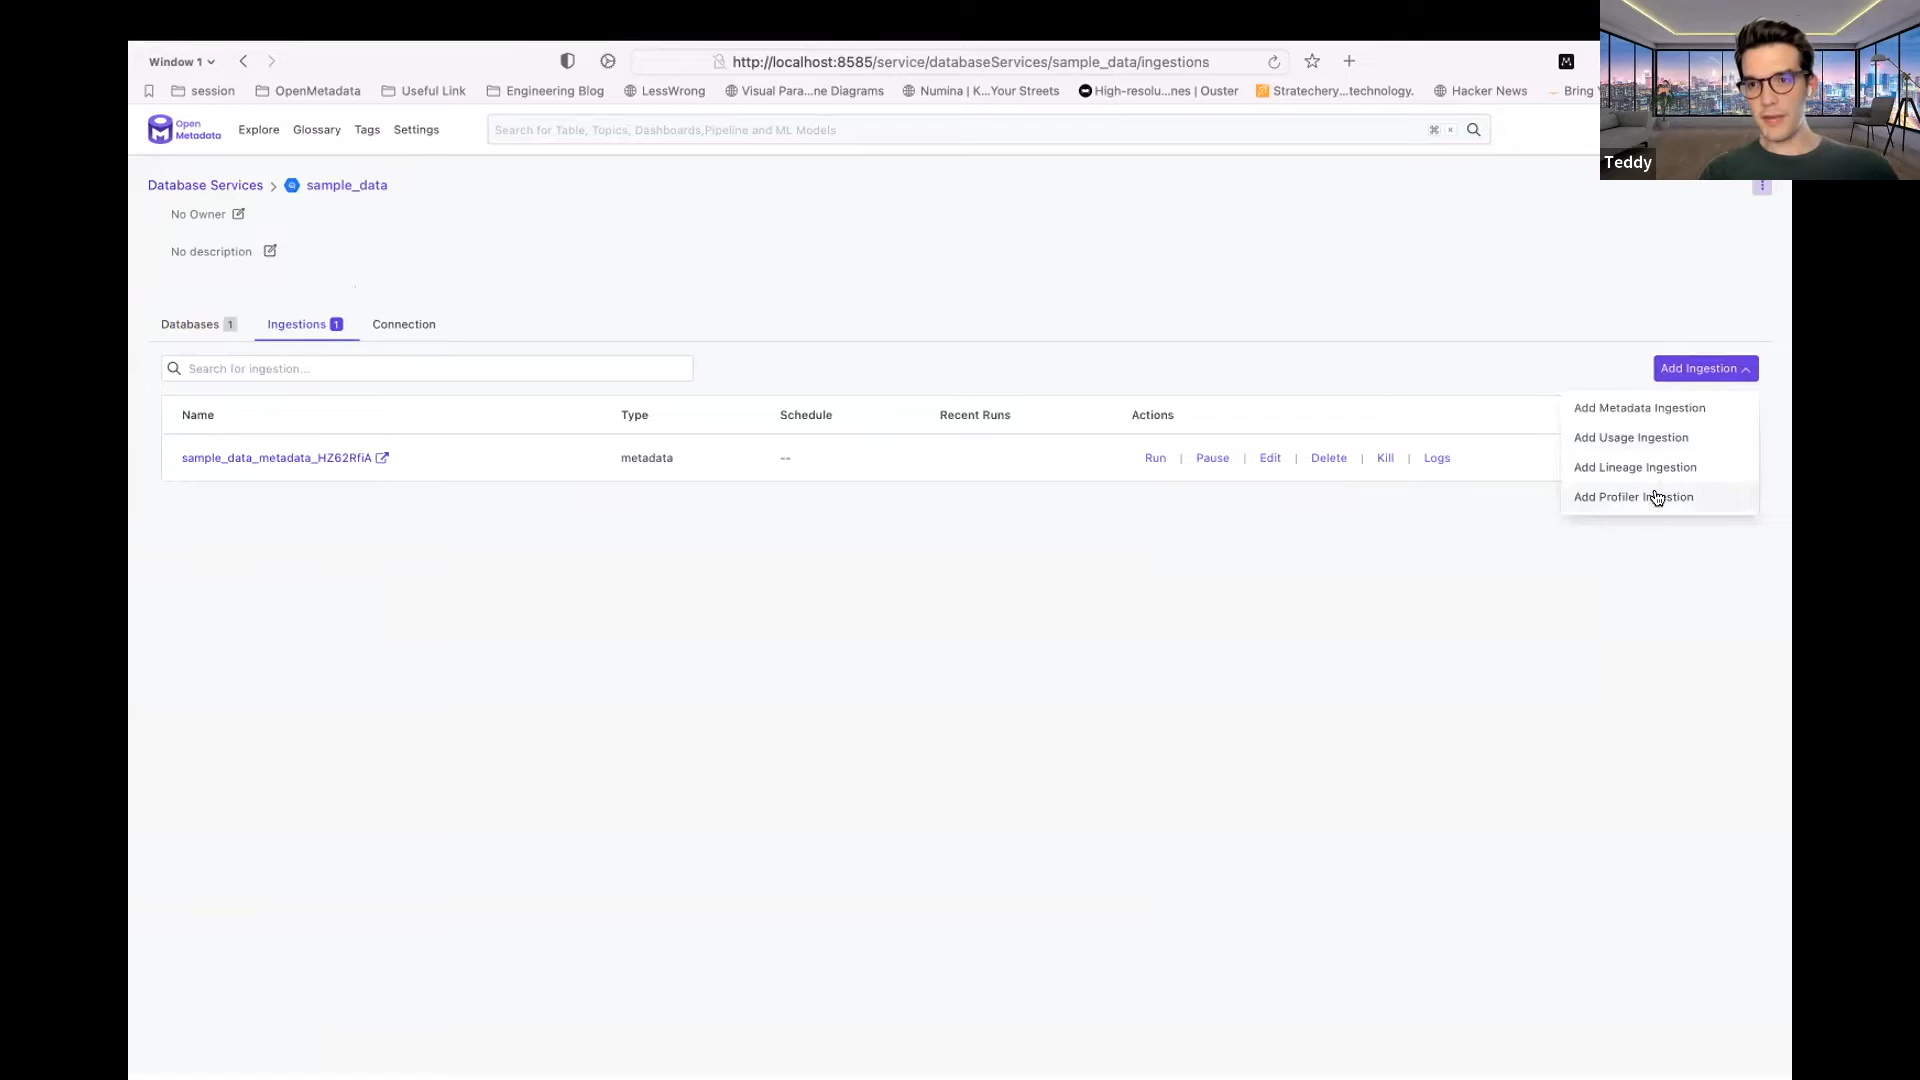 Window 1
http://localhost:8585/service/databaseServices/sample_data/ingestions
session
OpenMetadata
Useful Link
Engineering Blog
LessWrong
Visual Para...ne Diagrams
Numina | K...Your Streets
High-resolu...nes | Ouster
Stratechery...technology.
Hacker News
Bring
Teddy
Open
Metadata
Explore
Glossary
Tags
Settings
Search for Table, Topics, Dashboards,Pipeline and ML Models
Database Services
sample_data
No Owner
No description
Databases 1
Ingestions 1
Connection
Search for ingestion...
Add Ingestion
Name
Type
Schedule
Recent Runs
Actions
sample_data_metadata_HZ62RfiA
metadata
--
Run | Pause | Edit | Delete | Kill | Logs
Add Metadata Ingestion
Add Usage Ingestion
Add Lineage Ingestion
Add Profiler Ingestion